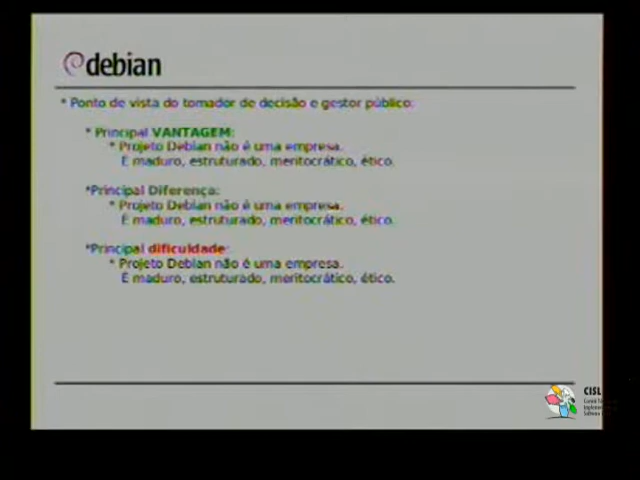 debian
* Ponto de vista do tomador de decisão e gestor público:
* Principal VANTAGEM:
* Projeto Debian não é uma empresa.
É maduro, estruturado, meritocrático, ético.
*Principal Diferença:
* Projeto Debian não é uma empresa.
É maduro, estruturado, meritocrático, ético.
*Principal dificuldade:
* Projeto Debian não é uma empresa.
É maduro, estruturado, meritocrático, ético.
CISL